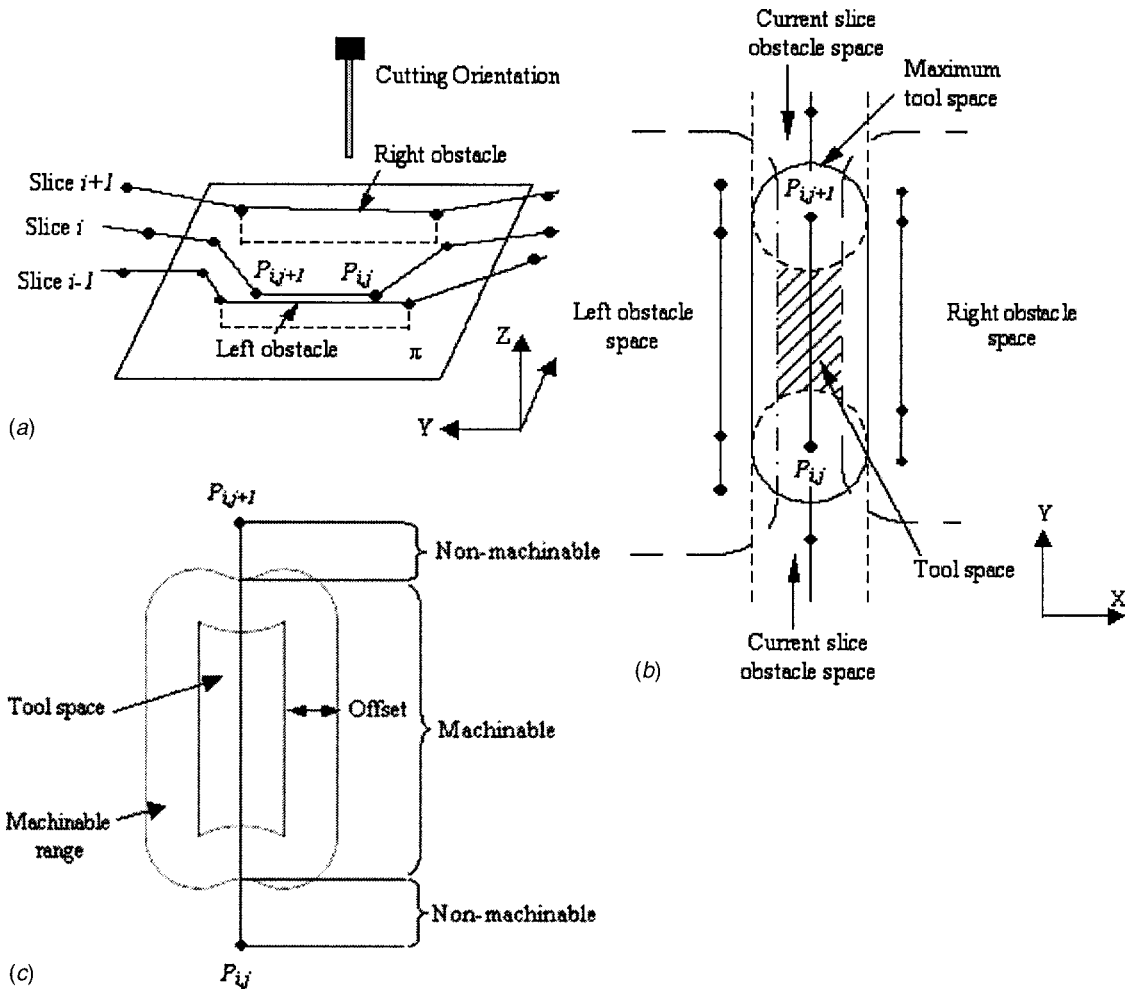 Cutting Orientation
Right obstacle
Slice i+1
Slice i
Slice i-1
P_{i,j+1}
P_{i,j}
Left obstacle
π
Z
Y
(a)
Current slice
obstacle space
Maximum
tool space
P_{i,j+1}
Left obstacle
space
Right obstacle
space
P_{i,j}
Tool space
Y
X
Current slice
obstacle space
(b)
P_{i,j+1}
Non-machinable
Tool space
Offset
Machinable
Machinable
range
Non-machinable
P_{i,j}
(c)